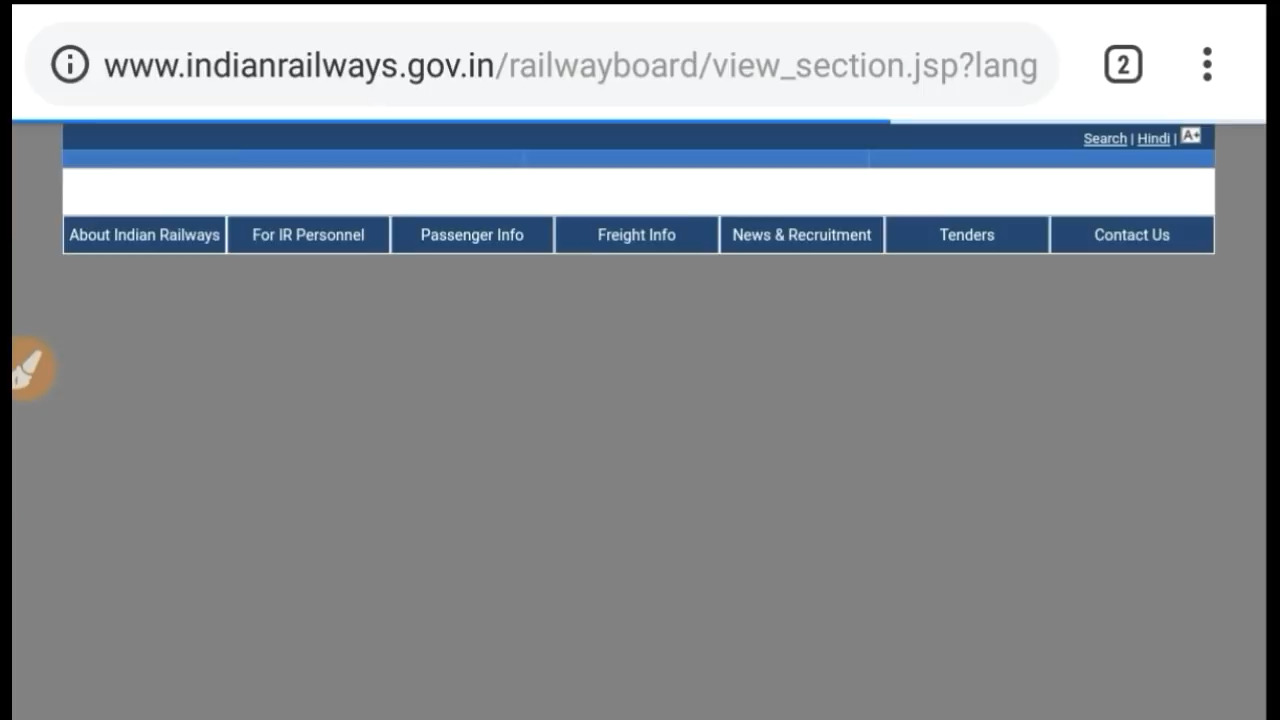 www.indianrailways.gov.in/railwayboard/view_section.jsp?lang
2
Search | Hindi | A+
About Indian Railways For IR Personnel Passenger Info Freight Info News & Recruitment Tenders Contact Us